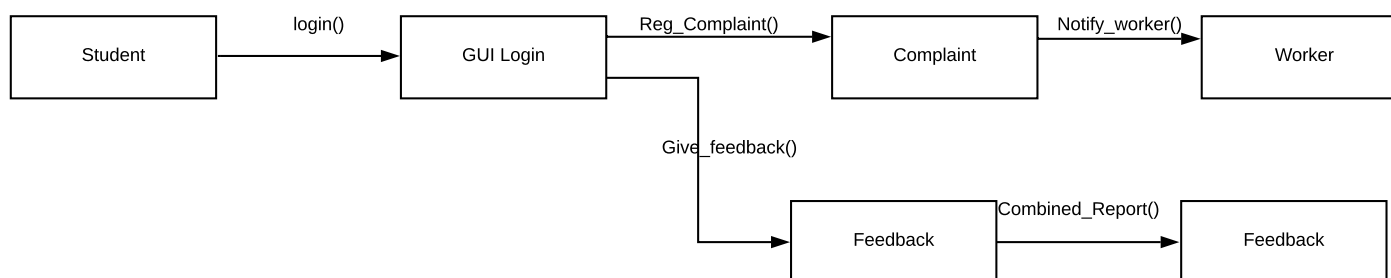 login()
Reg_Complaint()
Notify_worker()
Student
GUI Login
Complaint
Worker
Give_feedback()
Combined_Report()
Feedback
Feedback